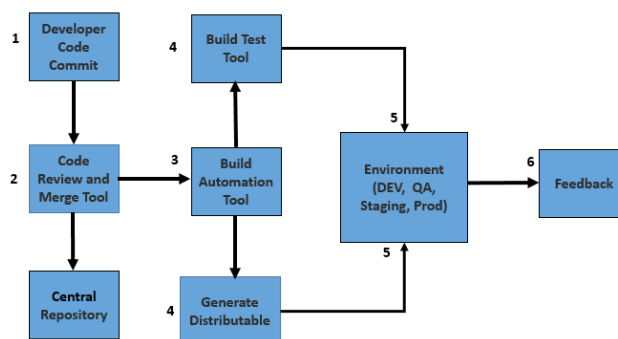 1
Developer
Code
Commit
2
Code
Review and
Merge Tool
Central
Repository
3
Build
Automation
Tool
4
Build Test
Tool
4
Generate
Distributable
5
5
Environment
(DEV, QA,
Staging, Prod)
6
Feedback